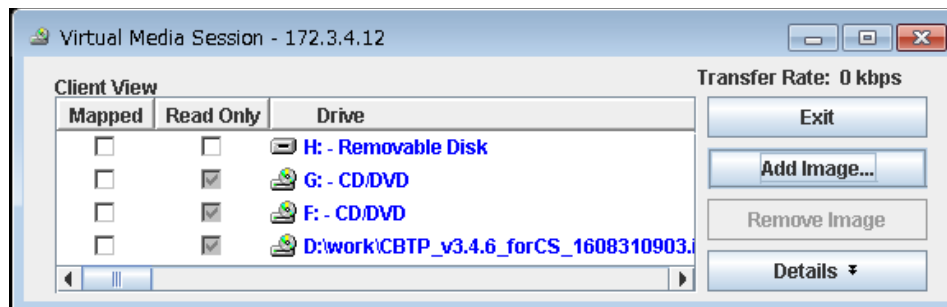 Virtual Media Session - 172.3.4.12
Client View
Transfer Rate: 0 kbps
Mapped Read Only Drive
H: - Removable Disk
G: - CD/DVD
F: - CD/DVD
D:\work\CBTP_v3.4.6_forCS_1608310903.i
Exit
Add Image...
Remove Image
Details